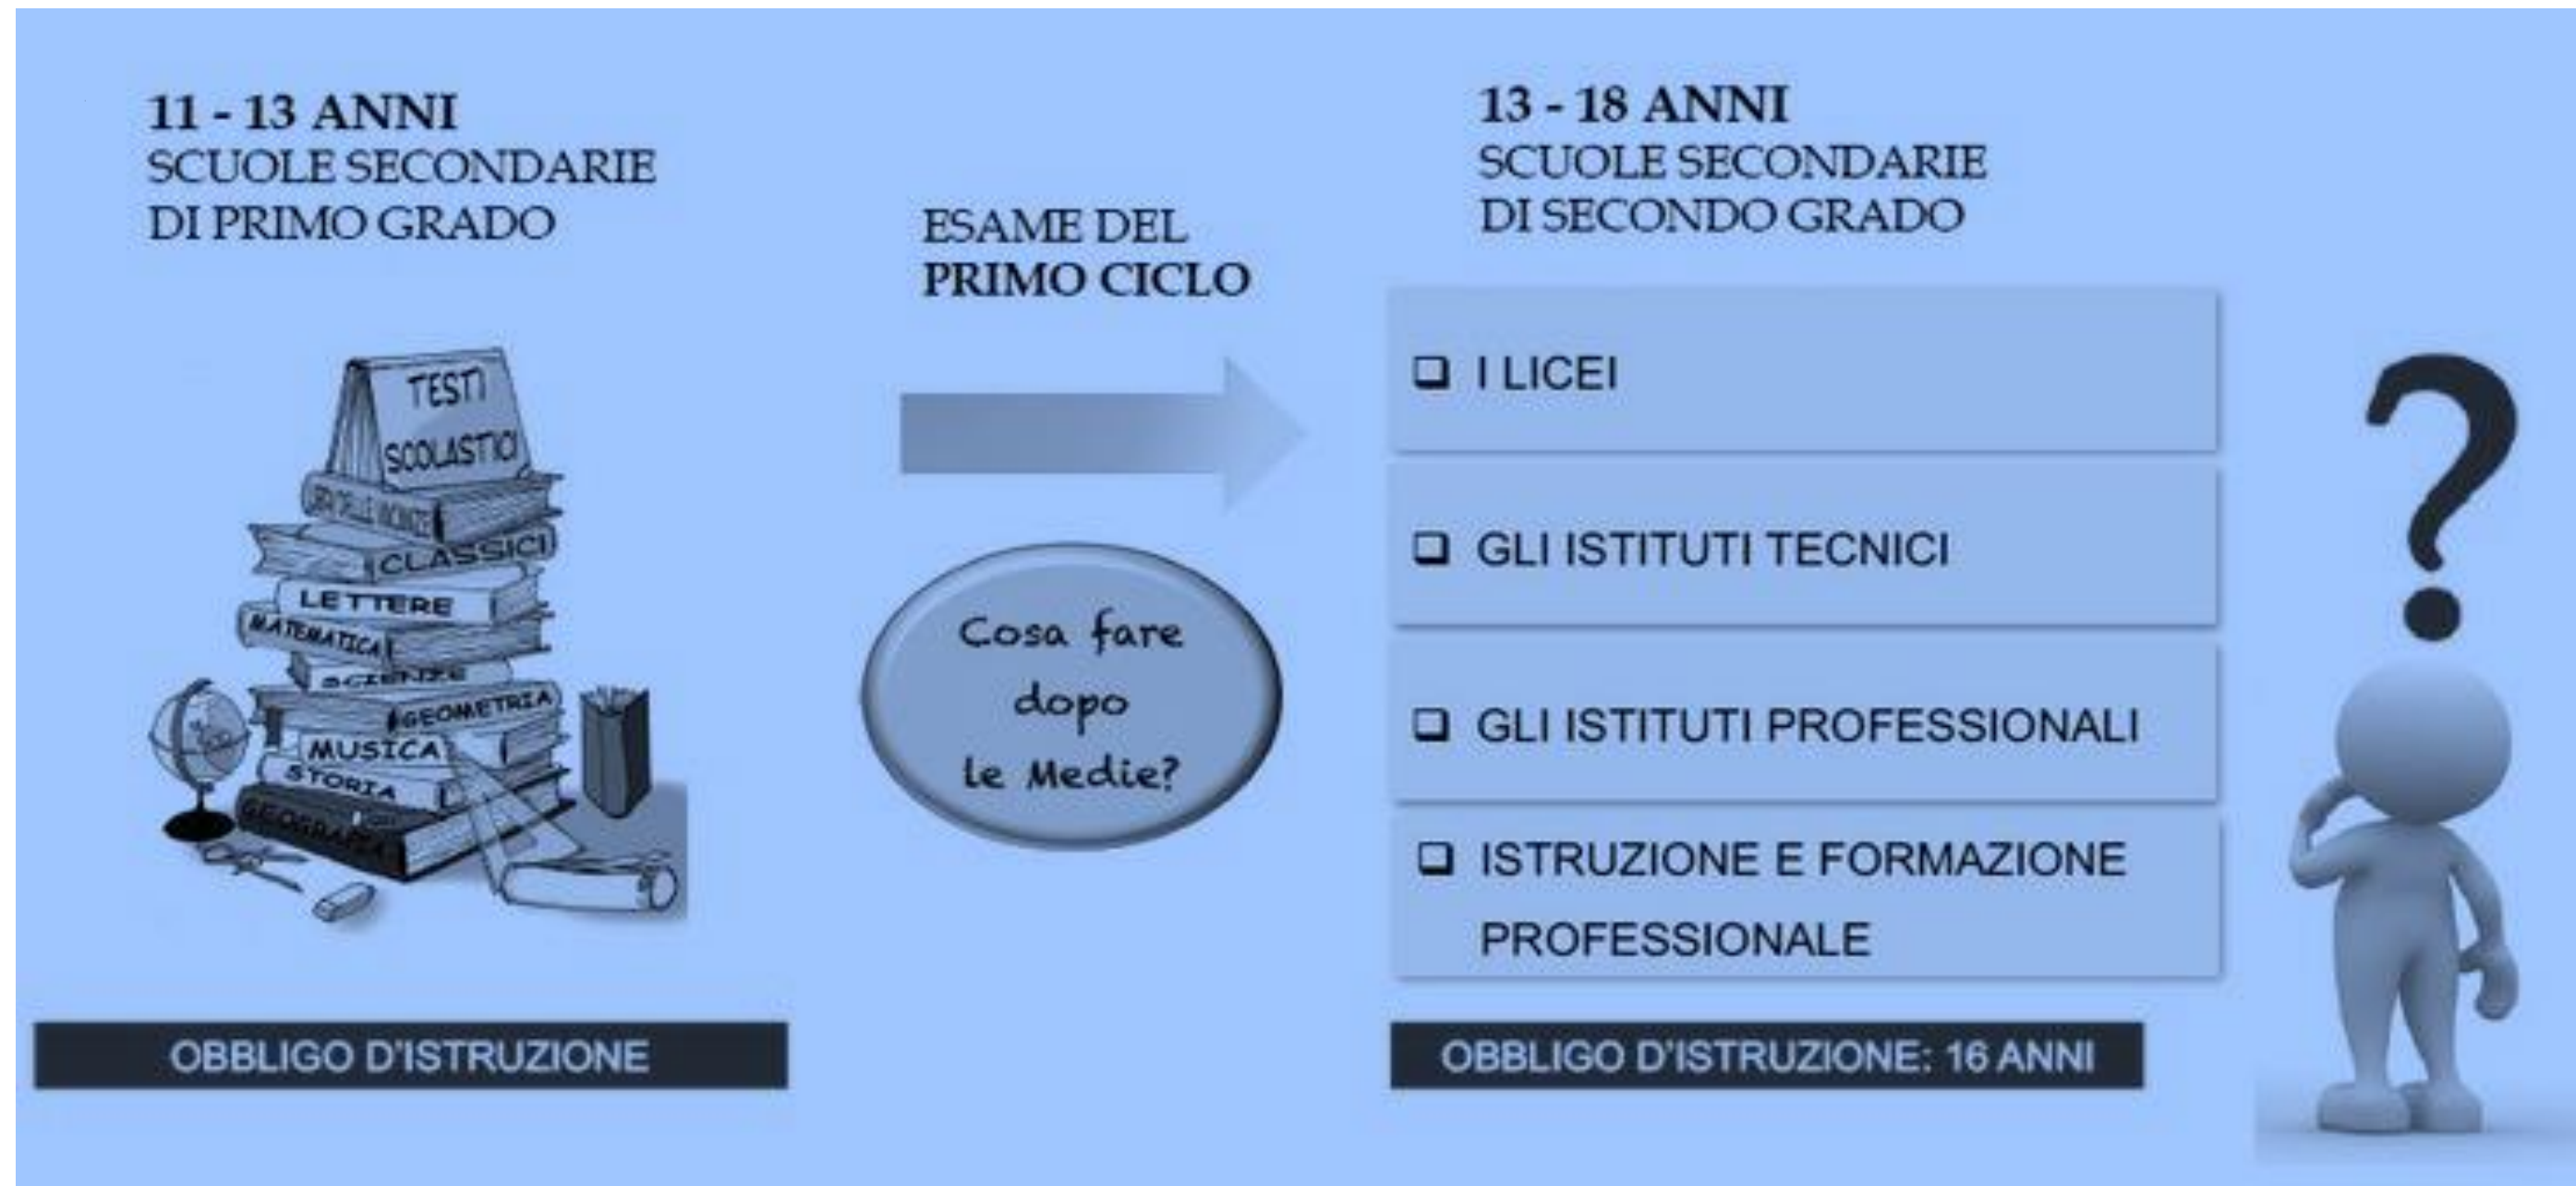 11 - 13 ANNI
SCUOLE SECONDARIE
DI PRIMO GRADO
TESTI
SCOLASTICI
CLASSICI
LETTERE
MATEMATICA
SCIENZE
GEOMETRIA
MUSICA
STORIA
ESAME DEL
PRIMO CICLO
Cosa fare
dopo
le Medie?
13 - 18 ANNI
SCUOLE SECONDARIE
DI SECONDO GRADO
I LICEI
GLI ISTITUTI TECNICI
GLI ISTITUTI PROFESSIONALI
ISTRUZIONE E FORMAZIONE
PROFESSIONALE
?
OBBLIGO D'ISTRUZIONE
OBBLIGO D'ISTRUZIONE: 16 ANNI